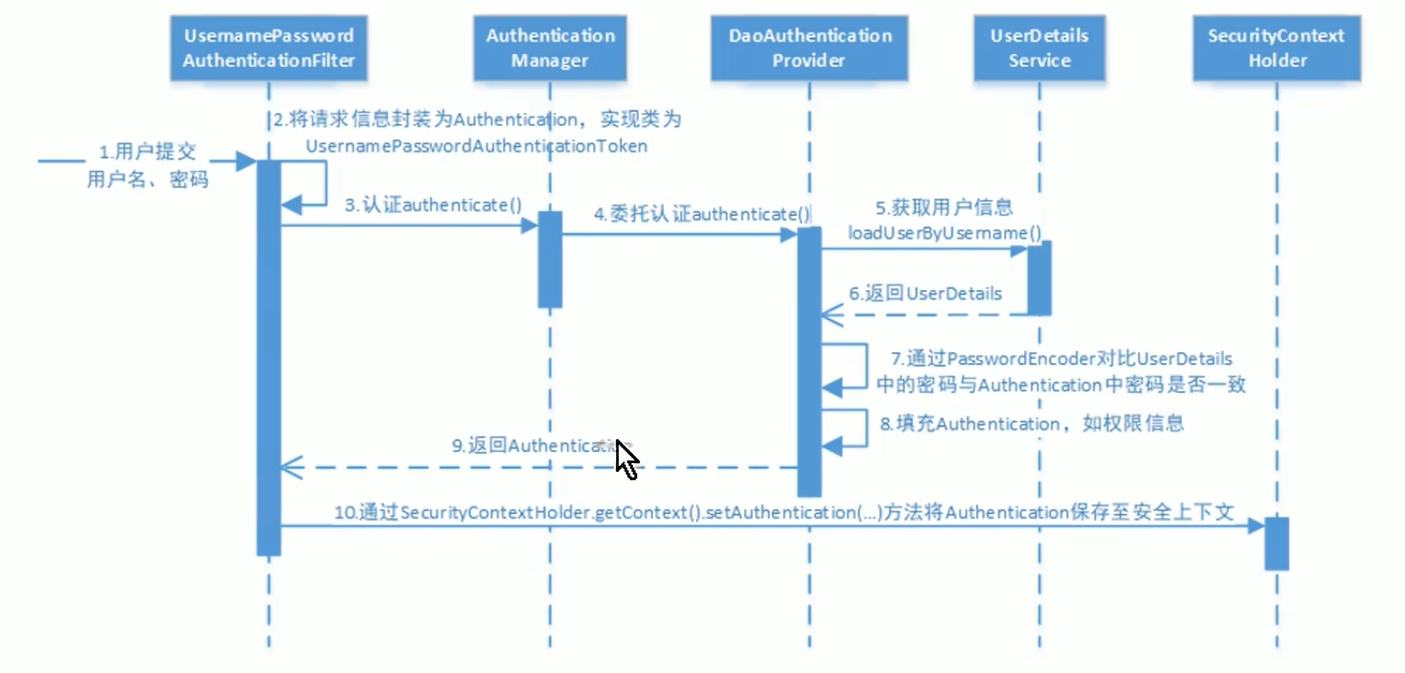 UsernamePassword
AuthenticationFilter
Authentication
Manager
DaoAuthentication
Provider
UserDetails
Service
SecurityContext
Holder
2.将请求信息封装为Authentication，实现类为
UsernamePasswordAuthenticationToken
1.用户提交
用户名、密码
3.认证authenticate()
4.委托认证authenticate()
5.获取用户信息
loadUserByUsername()
6.返回UserDetails
7.通过PasswordEncoder对比UserDetails
中的密码与Authentication中密码是否一致
8.填充Authentication，如权限信息
9.返回Authentication
10.通过SecurityContextHolder.getContext().setAuthentication(...)方法将Authentication保存至安全上下文